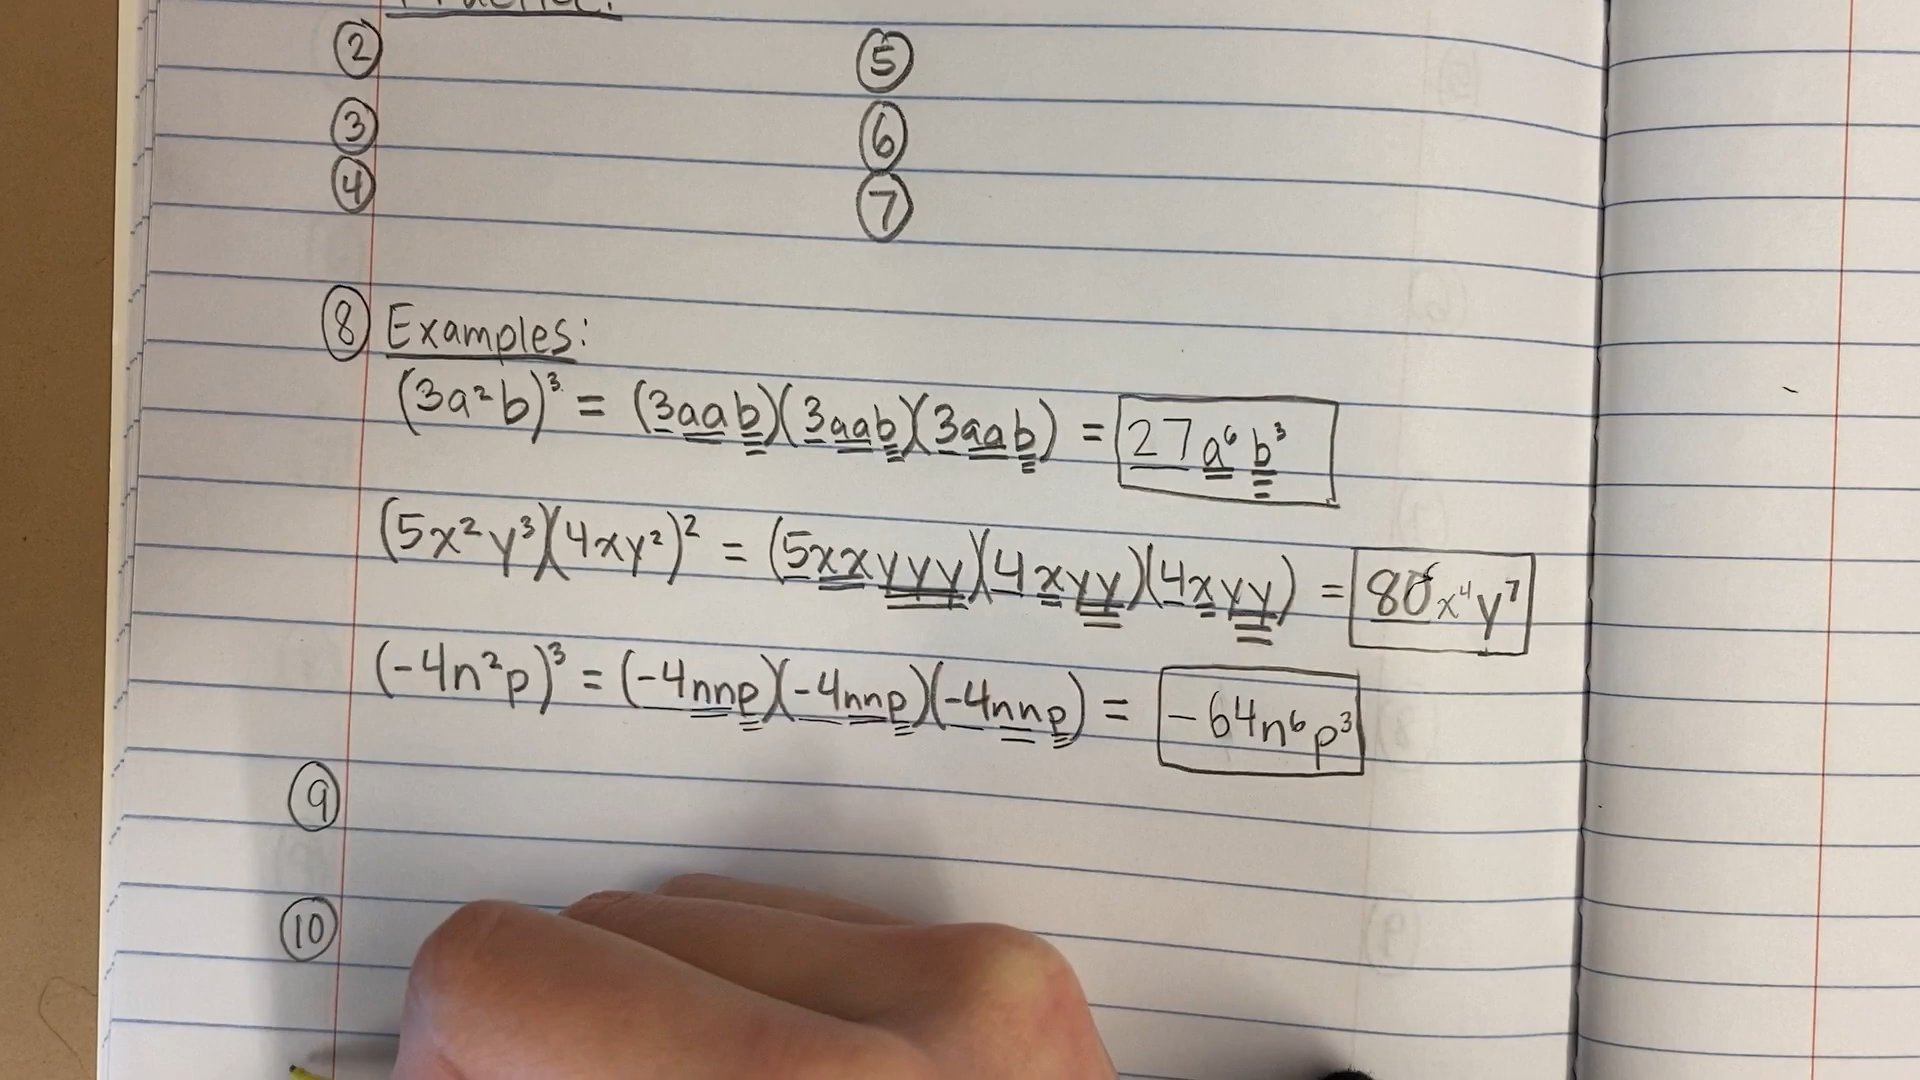 ② ⑤
③ ⑥
④ ⑦
⑧ Examples:
(3a²b)³ = (3aab)(3aab)(3aab) = 27a⁶b³
(5x²y³)(4xy²)² = (5xxyyy)(4xyy)(4xyy) = 80x⁴y⁷
(-4n²p)³ = (-4nnp)(-4nnp)(-4nnp) = -64n⁶p³
⑨
⑩